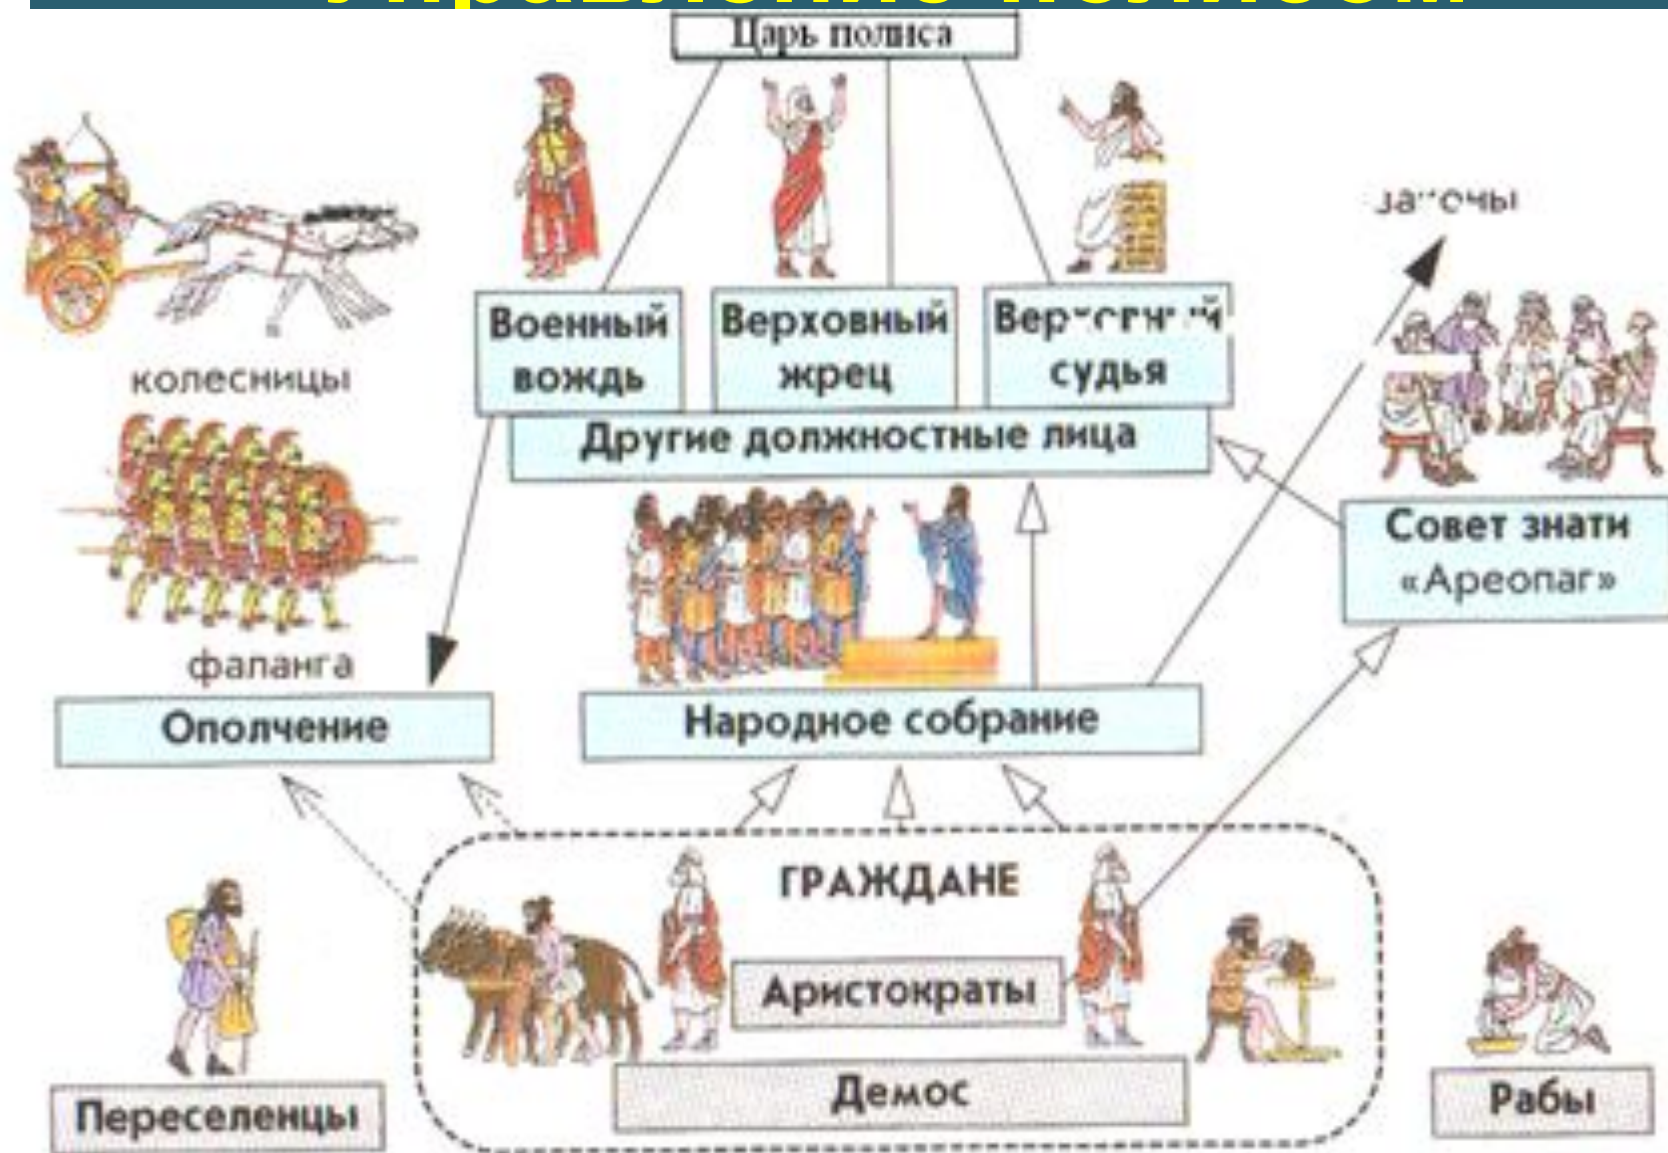 Царь полиса
законы
Военный
вождь
Верховный
жрец
Верховный
судья
колесницы
Другие должностные лица
Совет знати
«Ареопаг»
фаланга
Ополчение
Народное собрание
ГРАЖДАНЕ
Аристократы
Демос
Переселенцы
Рабы